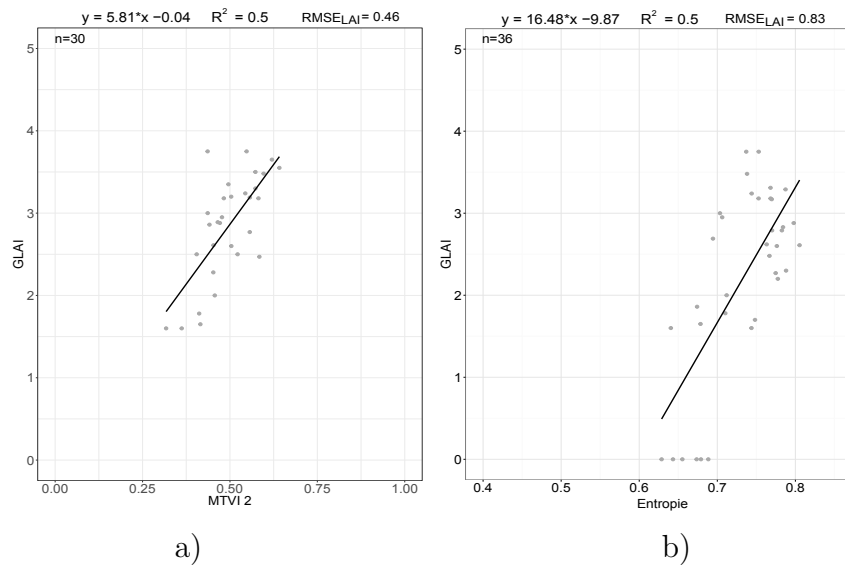 y = 5.81*x −0.04 R² = 0.5 RMSE_LAI = 0.46
n=30
5
4
3
2
1
0
GLAI
0.00 0.25 0.50 0.75 1.00
MTVI 2
a)
y = 16.48*x −9.87 R² = 0.5 RMSE_LAI = 0.83
n=36
5
4
3
2
1
0
GLAI
0.4 0.5 0.6 0.7 0.8
Entropie
b)